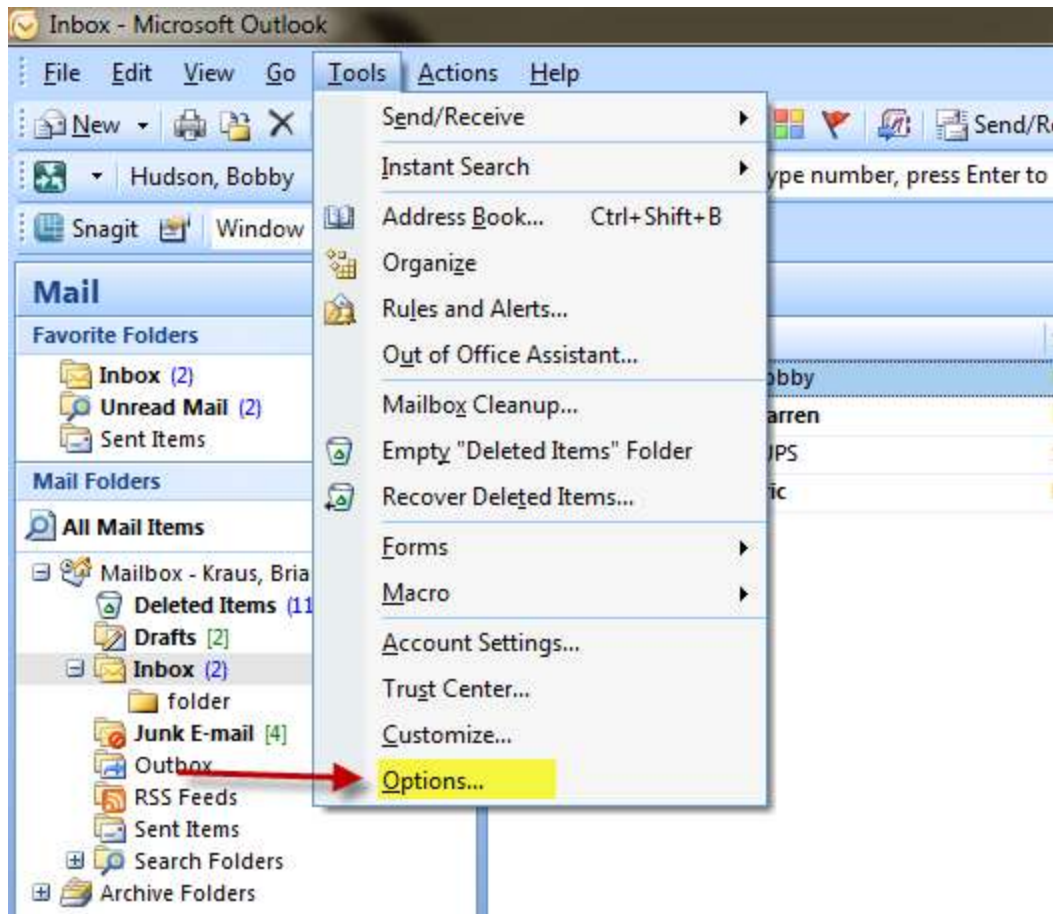 Inbox - Microsoft Outlook
File Edit View Go Tools Actions Help
New Send/Re
Hudson, Bobby ype number, press Enter to
Snagit Window
Send/Receive
Instant Search
Address Book... Ctrl+Shift+B
Organize
Rules and Alerts...
Out of Office Assistant...
Mailbox Cleanup...
Empty "Deleted Items" Folder
Recover Deleted Items...
Forms
Macro
Account Settings...
Trust Center...
Customize...
Options...
Mail
Favorite Folders
Inbox (2)
Unread Mail (2)
Sent Items
Mail Folders
All Mail Items
Mailbox - Kraus, Bria
Deleted Items (11
Drafts [2]
Inbox (2)
folder
Junk E-mail [4]
Outbox
RSS Feeds
Sent Items
Search Folders
Archive Folders
obby
arren
UPS
ric